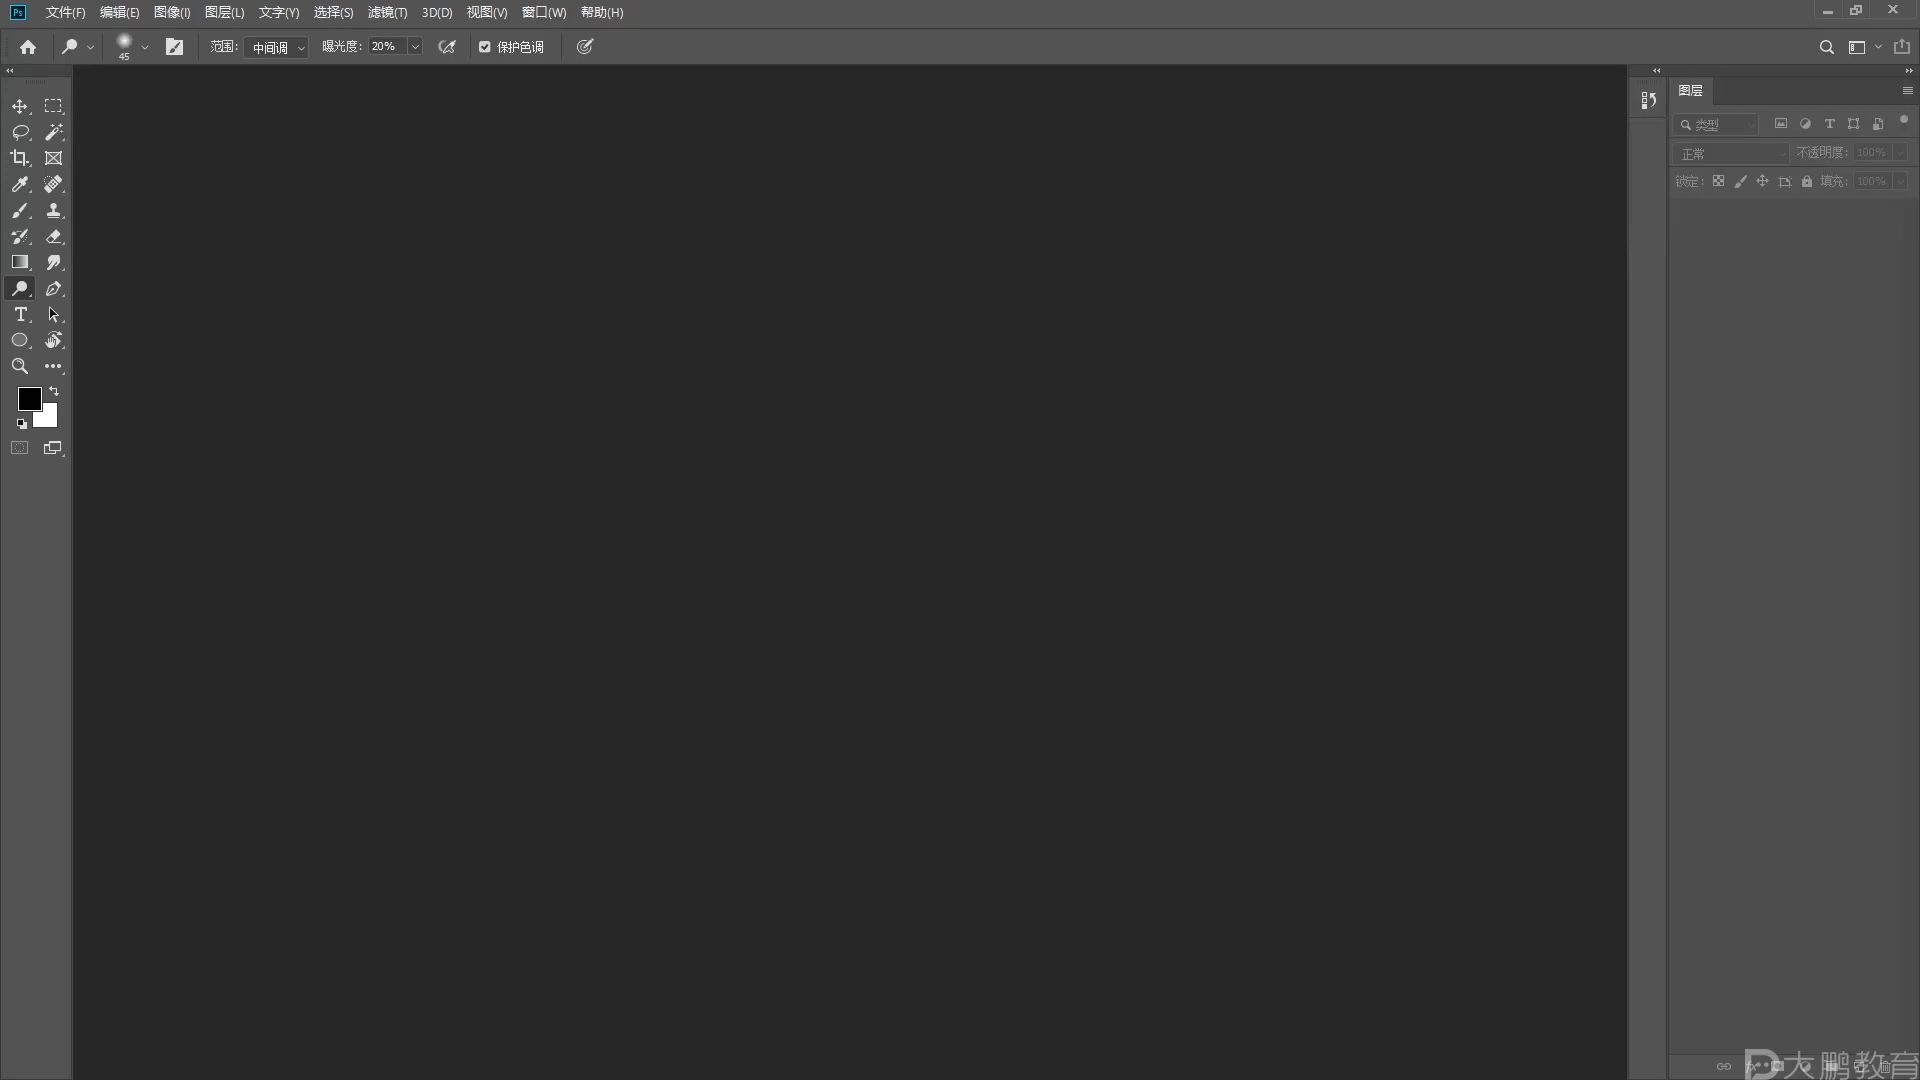 Ps 文件(F) 编辑(E) 图像(I) 图层(L) 文字(Y) 选择(S) 滤镜(T) 3D(D) 视图(V) 窗口(W) 帮助(H)
45 范围: 中间调 曝光度: 20% 保护色调
图层
类型
正常 不透明度: 100%
锁定: 填充: 100%
fx
大鹏教育